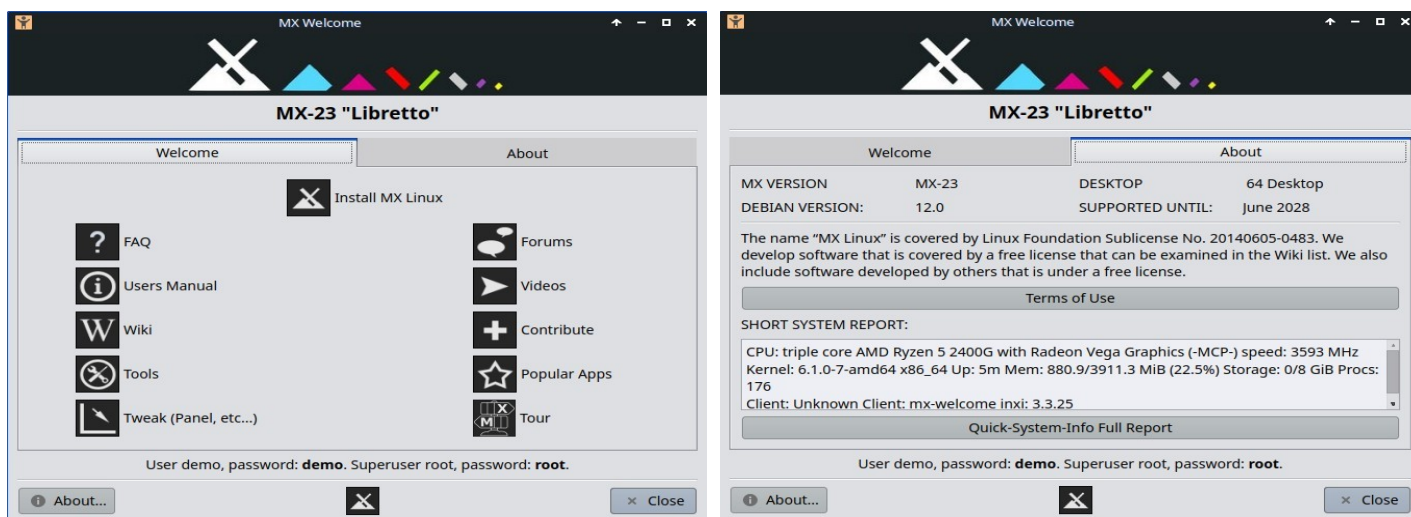 MX Welcome
MX-23 "Libretto"
Welcome
About
Install MX Linux
FAQ
Forums
Users Manual
Videos
Wiki
Contribute
Tools
Popular Apps
Tweak (Panel, etc...)
Tour
User demo, password: demo. Superuser root, password: root.
About...
Close
MX Welcome
MX-23 "Libretto"
Welcome
About
MX VERSION MX-23 DESKTOP 64 Desktop
DEBIAN VERSION: 12.0 SUPPORTED UNTIL: June 2028
The name “MX Linux” is covered by Linux Foundation Sublicense No. 20140605-0483. We
develop software that is covered by a free license that can be examined in the Wiki list. We also
include software developed by others that is under a free license.
Terms of Use
SHORT SYSTEM REPORT:
CPU: triple core AMD Ryzen 5 2400G with Radeon Vega Graphics (-MCP-) speed: 3593 MHz
Kernel: 6.1.0-7-amd64 x86_64 Up: 5m Mem: 880.9/3911.3 MiB (22.5%) Storage: 0/8 GiB Procs:
176
Client: Unknown Client: mx-welcome inxi: 3.3.25
Quick-System-Info Full Report
User demo, password: demo. Superuser root, password: root.
About...
Close